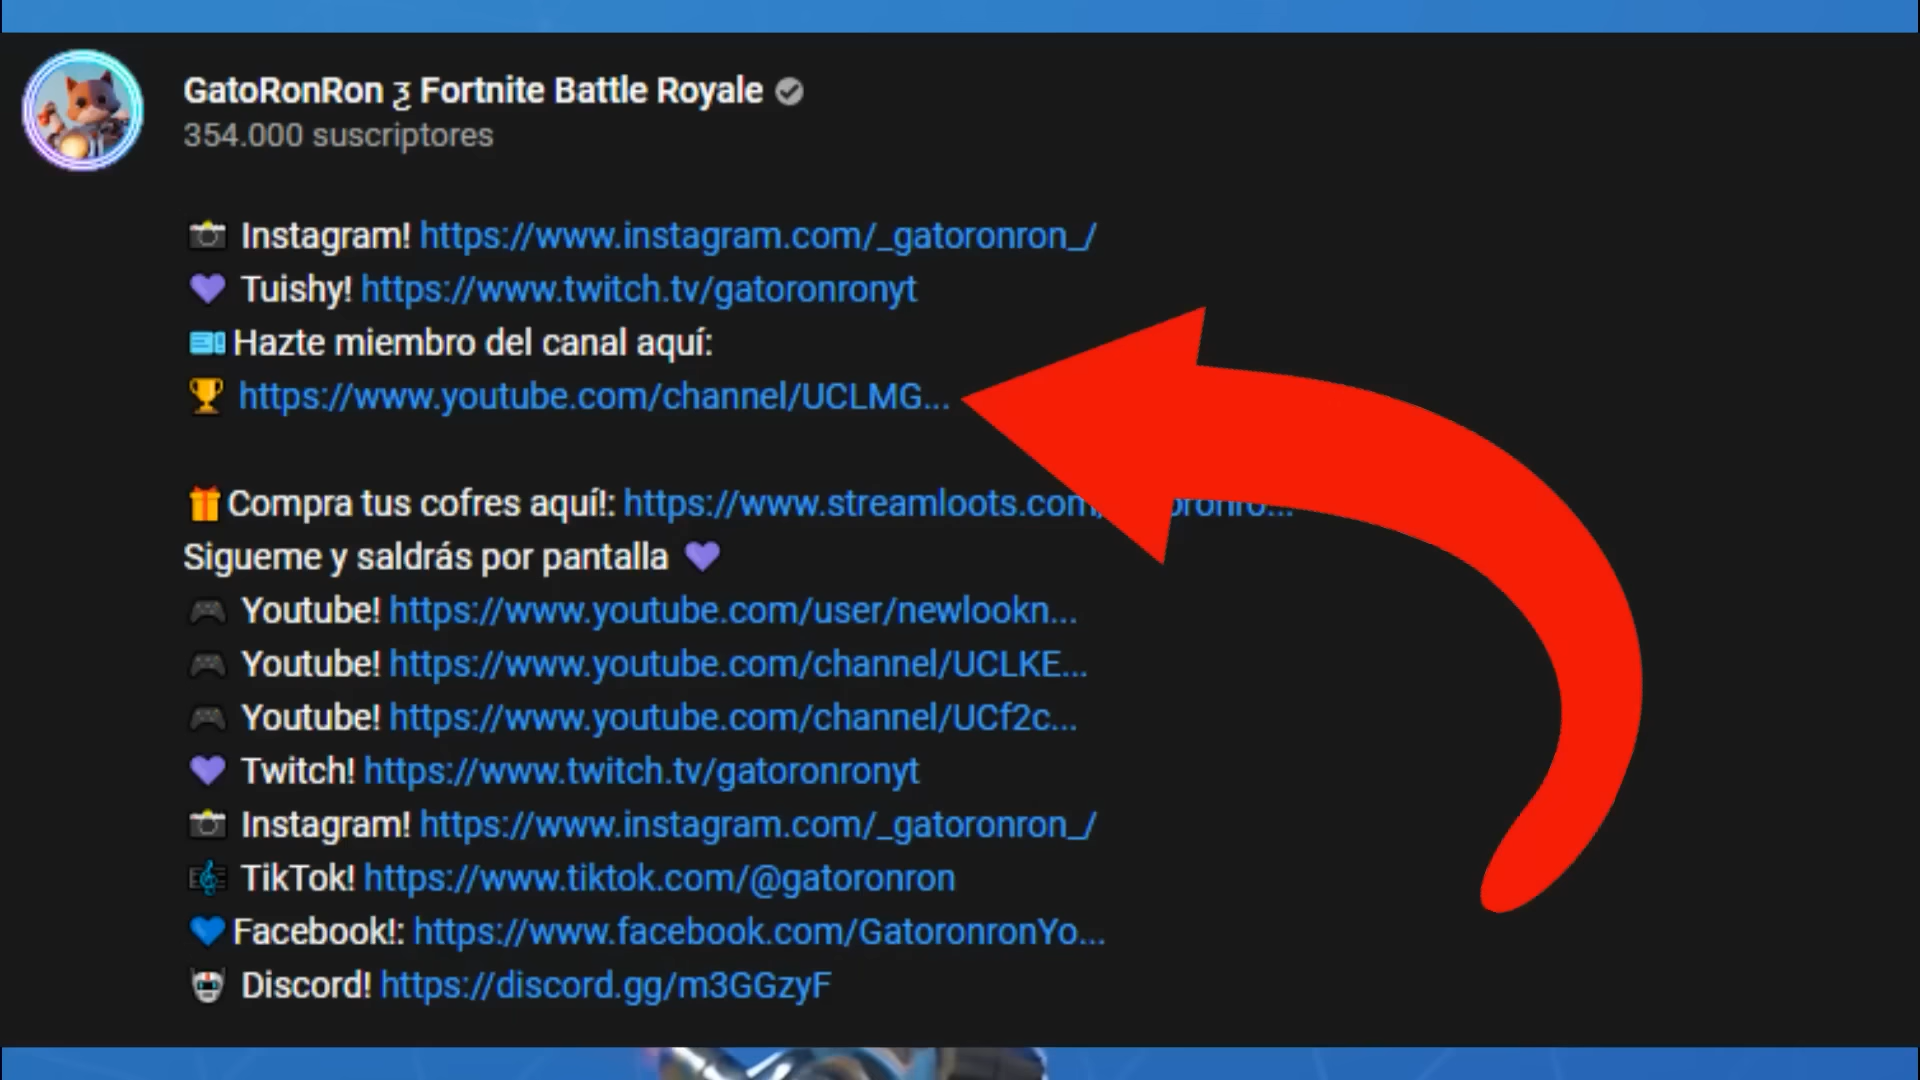 GatoRonRon ʒ Fortnite Battle Royale
354.000 suscriptores
Instagram! https://www.instagram.com/_gatoronron_/
Tuishy! https://www.twitch.tv/gatoronronyt
Hazte miembro del canal aquí:
https://www.youtube.com/channel/UCLMG...
Compra tus cofres aquí!: https://www.streamloots.com/
Sigueme y saldrás por pantalla
Youtube! https://www.youtube.com/user/newlookn...
Youtube! https://www.youtube.com/channel/UCLKE...
Youtube! https://www.youtube.com/channel/UCf2c...
Twitch! https://www.twitch.tv/gatoronronyt
Instagram! https://www.instagram.com/_gatoronron_/
TikTok! https://www.tiktok.com/@gatoronron
Facebook!: https://www.facebook.com/GatoronronYo...
Discord! https://discord.gg/m3GGzyF